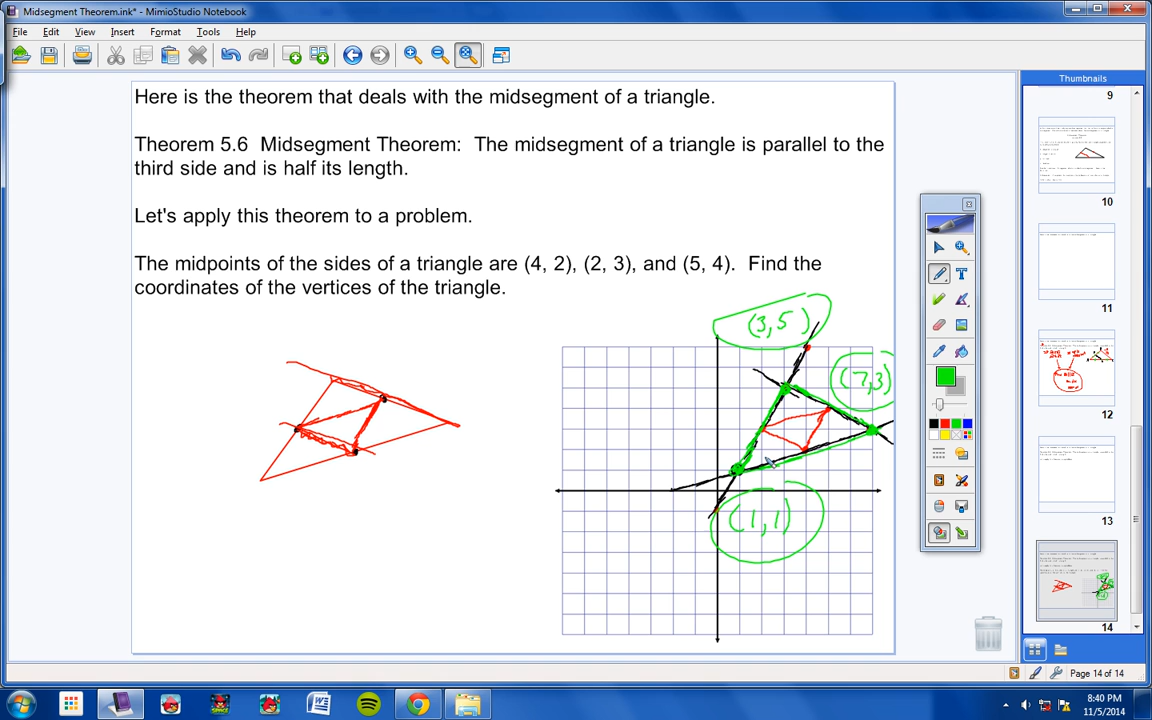 Midsegment Theorem.ink* - MimioStudio Notebook
File Edit View Insert Format Tools Help
Here is the theorem that deals with the midsegment of a triangle.
Theorem 5.6 Midsegment Theorem: The midsegment of a triangle is parallel to the
third side and is half its length.
Let's apply this theorem to a problem.
The midpoints of the sides of a triangle are (4, 2), (2, 3), and (5, 4). Find the
coordinates of the vertices of the triangle.
(3,5)
(7,3)
(1,1)
Thumbnails
9
10
11
12
13
14
Page 14 of 14
8:40 PM
11/5/2014